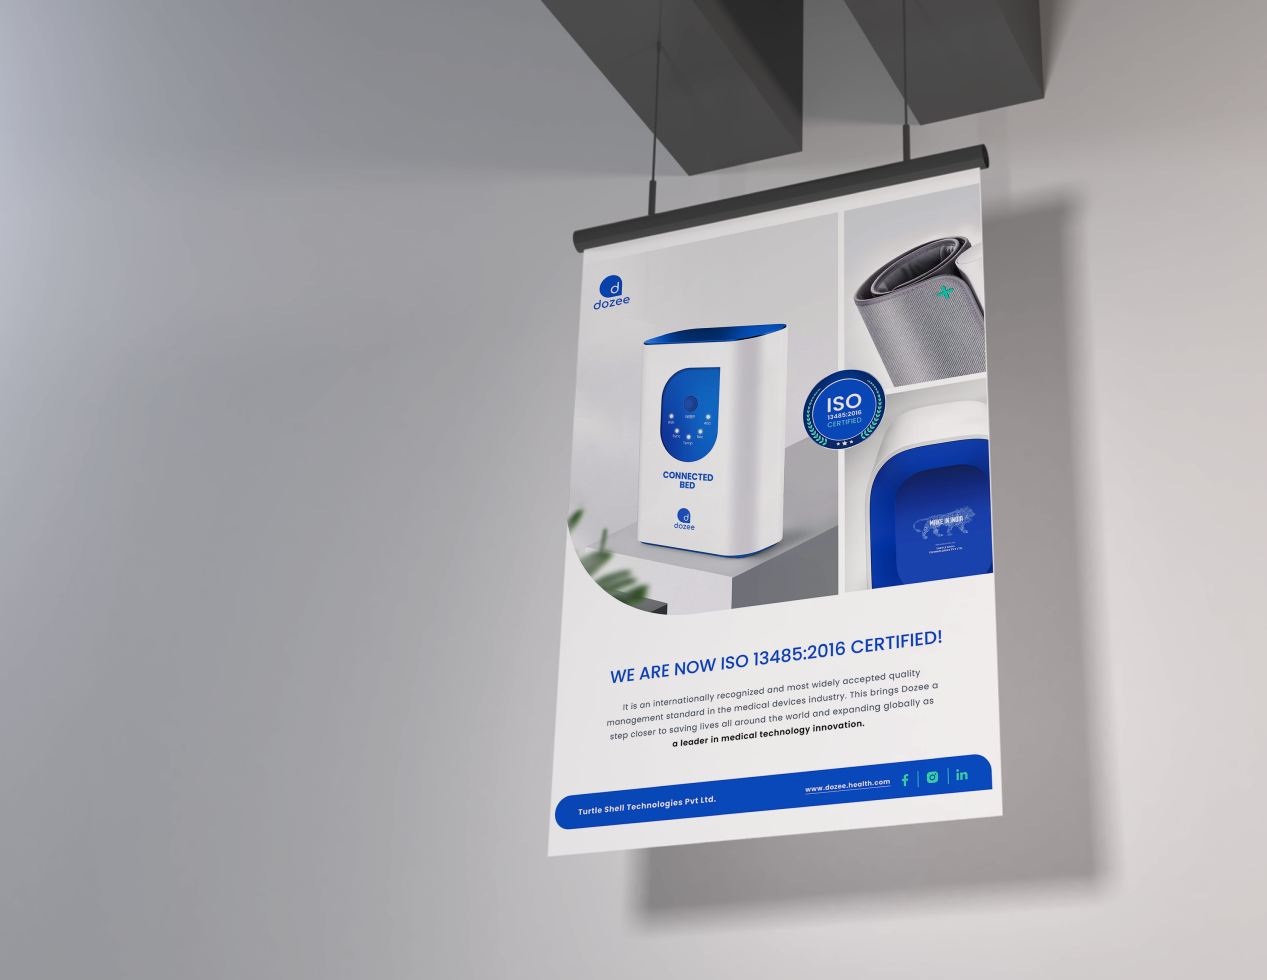 dozee
ISO
13485:2016
CERTIFIED
CONNECTED
BED
dozee
MAKE IN INDIA
WE ARE NOW ISO 13485:2016 CERTIFIED!
It is an internationally recognized and most widely accepted quality
management standard in the medical devices industry. This brings Dozee a
step closer to saving lives all around the world and expanding globally as
a leader in medical technology innovation.
Turtle Shell Technologies Pvt Ltd.
www.dozee.health.com